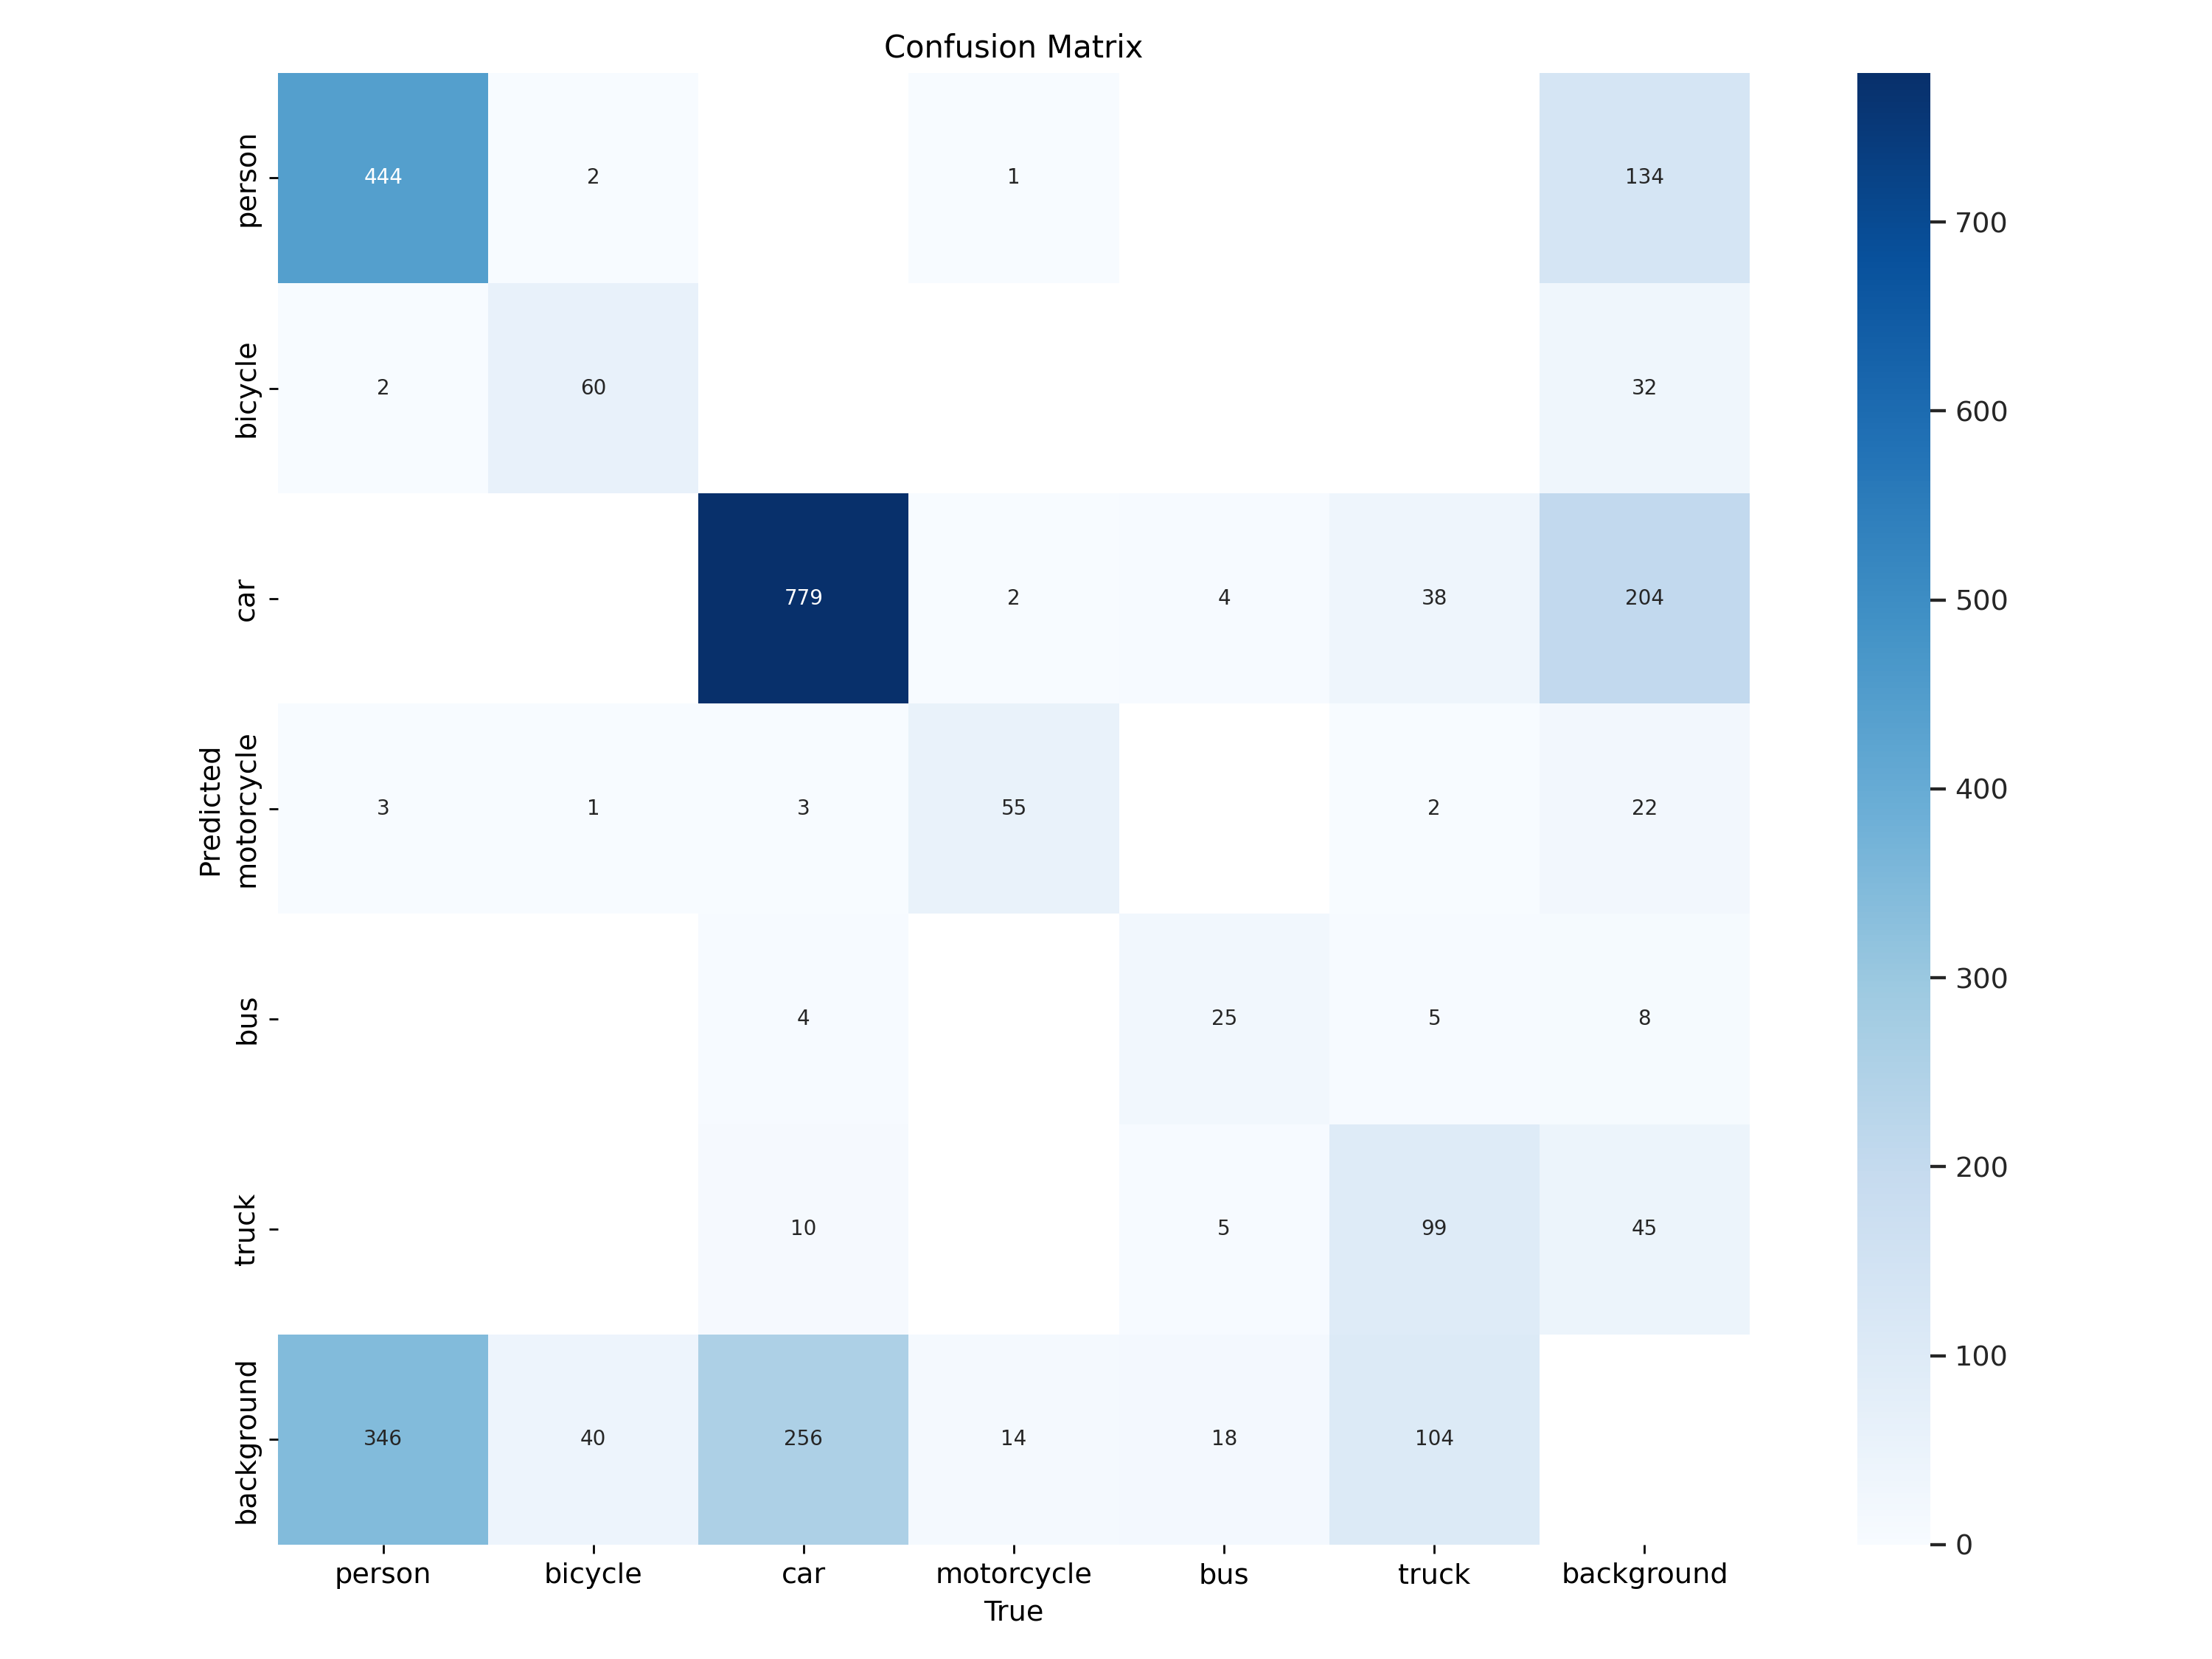 Confusion Matrix
person
444 2 1 134
bicycle
2 60 32
car
779 2 4 38 204
motorcycle
3 1 3 55 2 22
bus
4 25 5 8
truck
10 5 99 45
background
346 40 256 14 18 104
Predicted
person bicycle car motorcycle bus truck background
True
700
600
500
400
300
200
100
0